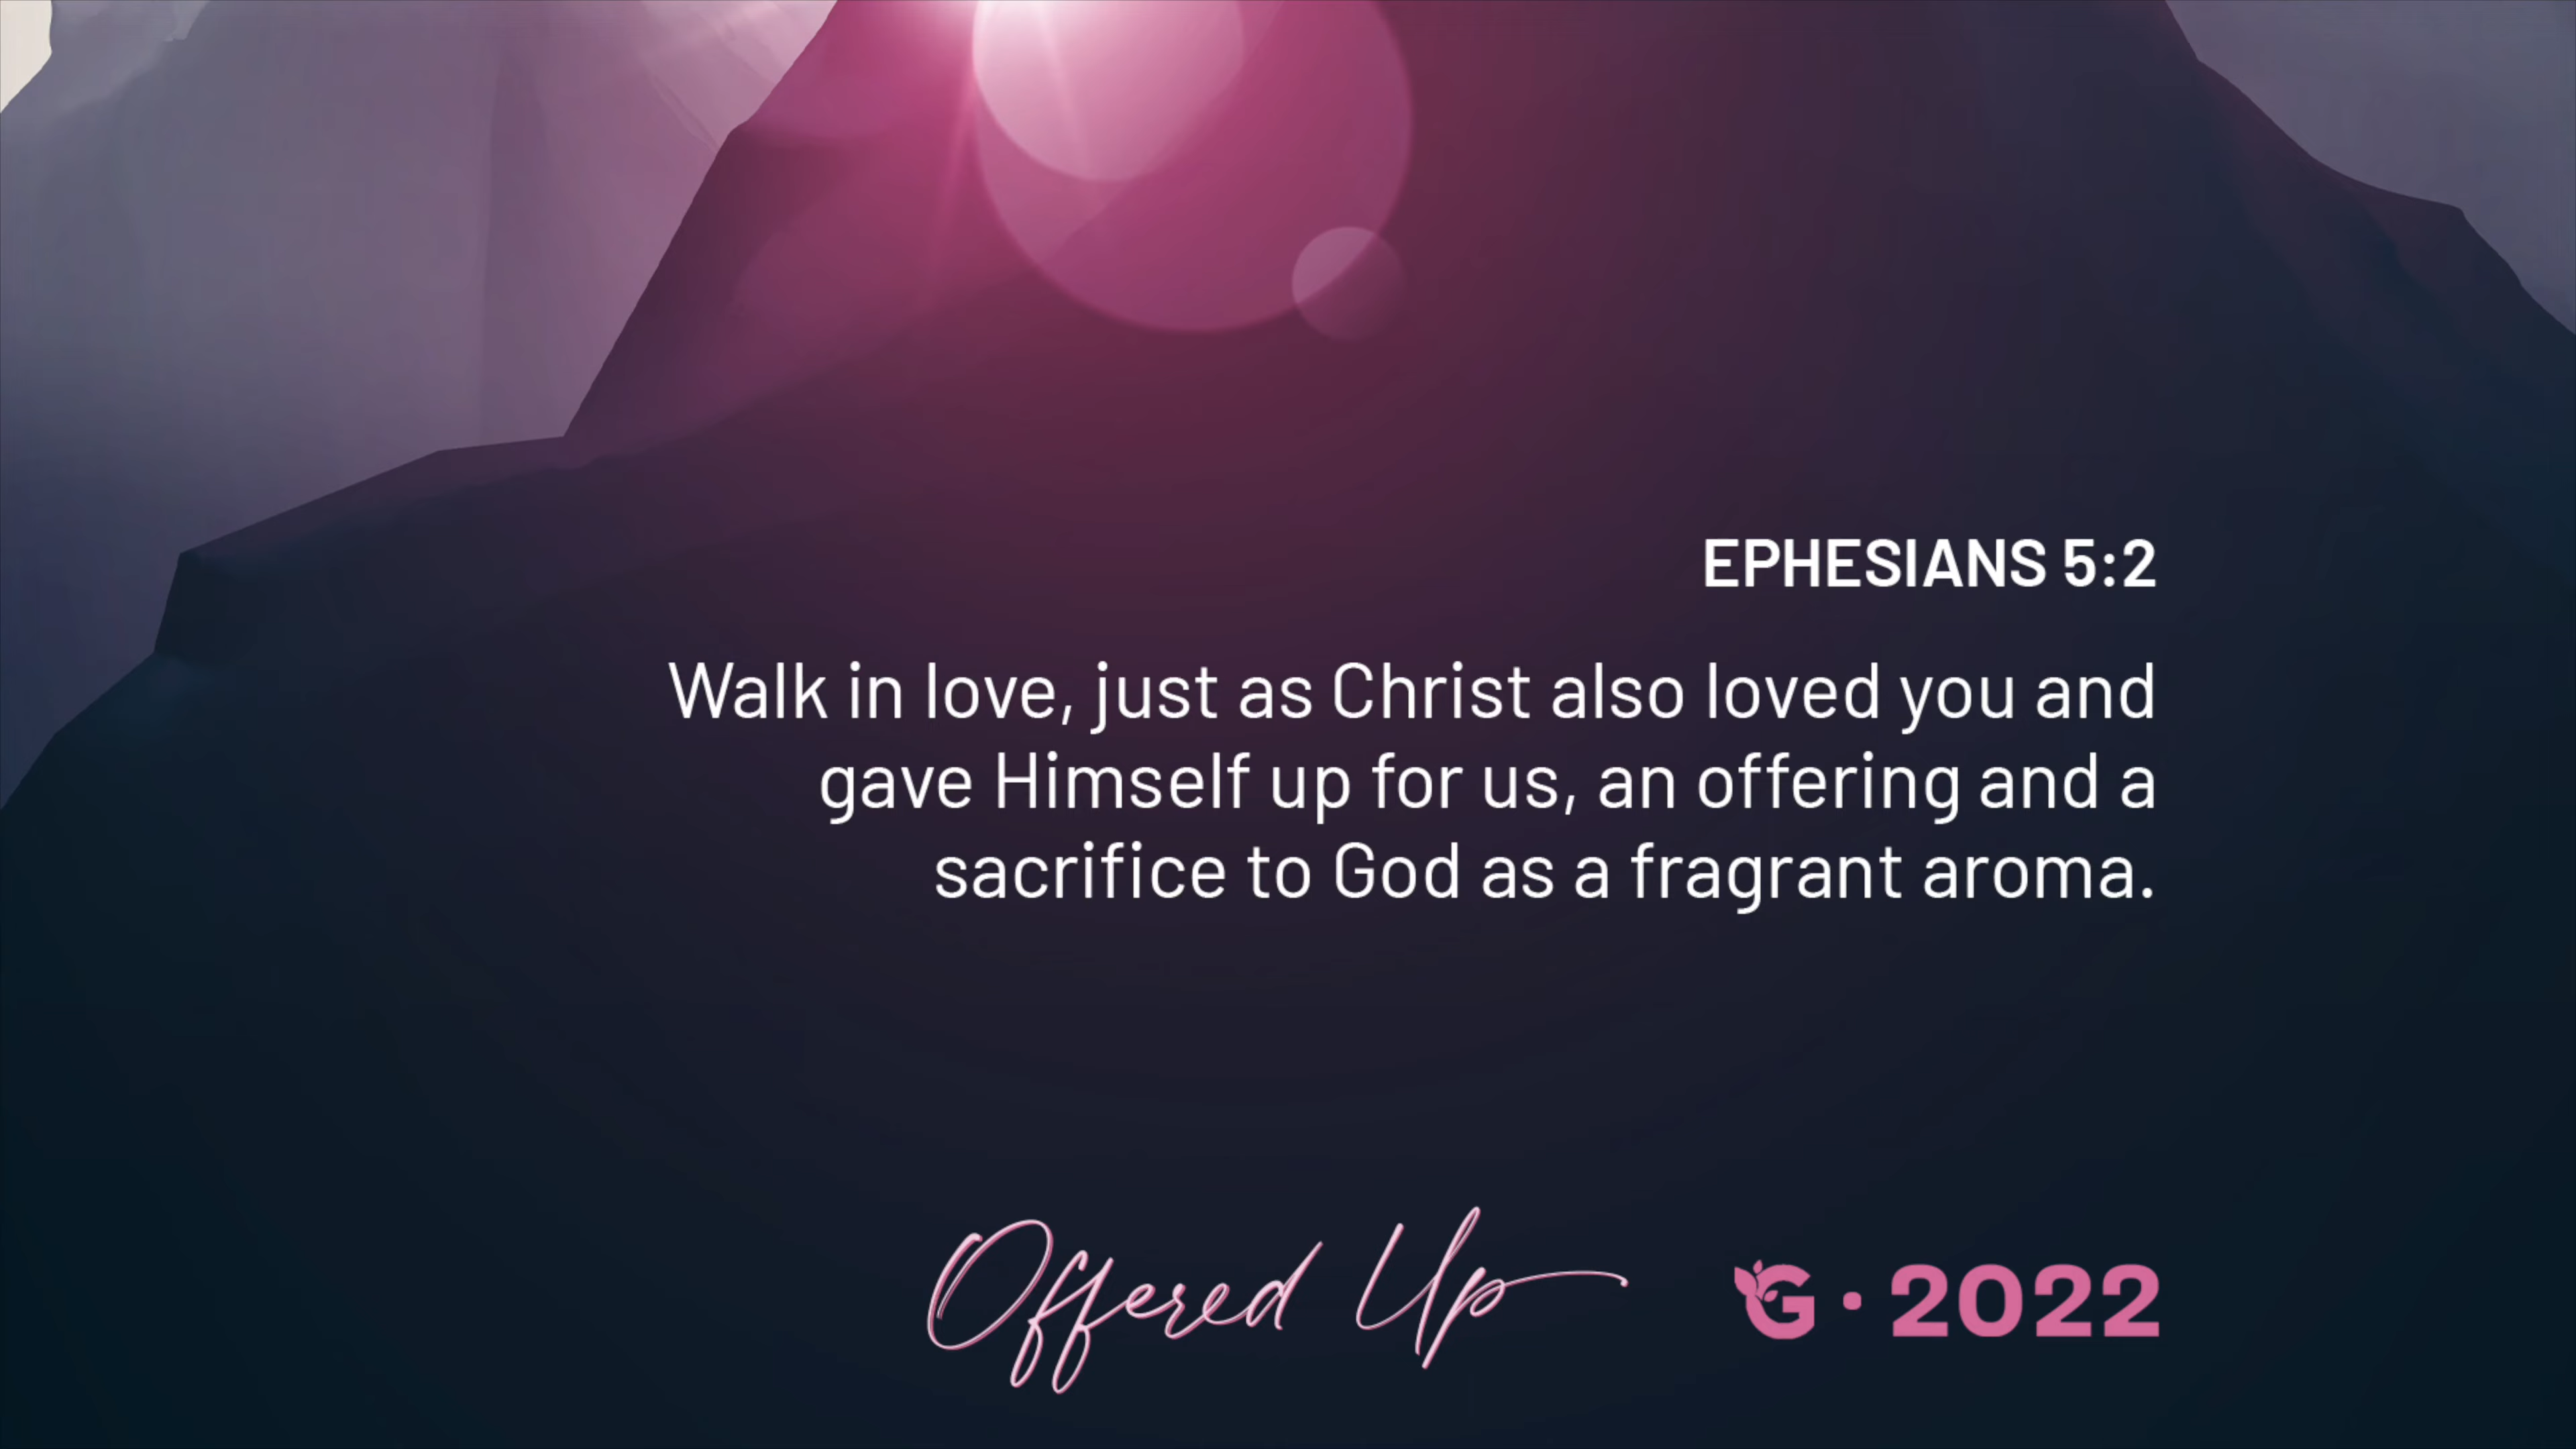 EPHESIANS 5:2
Walk in love, just as Christ also loved you and
gave Himself up for us, an offering and a
sacrifice to God as a fragrant aroma.
Offered Up G · 2022